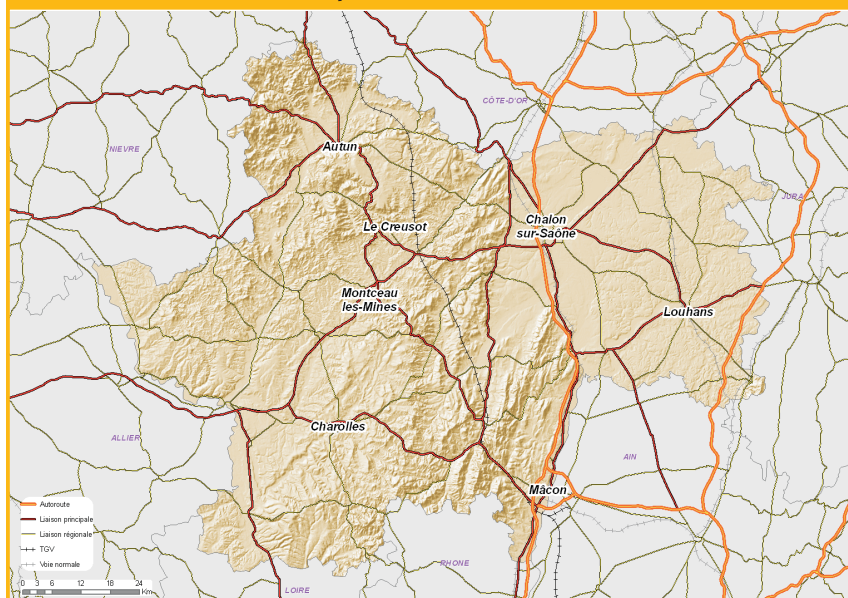 CÔTE-D'OR
NIEVRE
Autun
JURA
Le Creusot
Chalon
sur-Saône
Montceau
les-Mines
Louhans
Charolles
ALLIER
AIN
Mâcon
Autoroute
Liaison principale
Liaison régionale
TGV
Voie normale
RHONE
0 3 6 12 18 24
Km
LOIRE